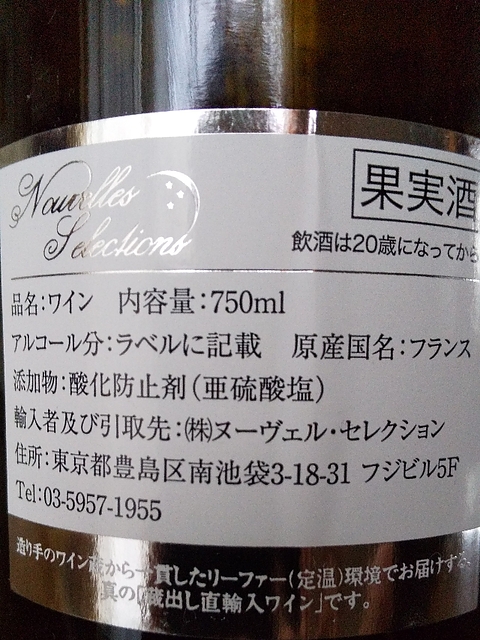 Nouvelles
Selections
果実酒
飲酒は20歳になってから
品名:ワイン 内容量:750ml
アルコール分:ラベルに記載 原産国名:フランス
添加物:酸化防止剤(亜硫酸塩)
輸入者及び引取先:㈱ヌーヴェル・セレクション
住所:東京都豊島区南池袋3-18-31 フジビル5F
Tel:03-5957-1955
造り手のワイン蔵から一貫したリーファー(定温)環境でお届けする
真の「蔵出し直輸入ワイン」です。